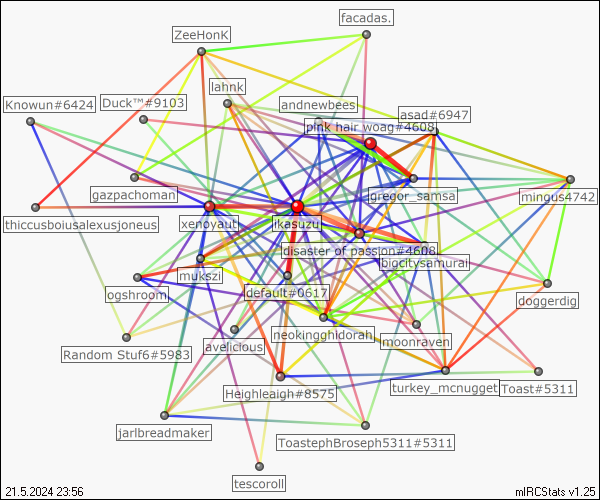 facadas.
ZeeHonK
lahnk
Duck™#9103
Knowun#6424
andnewbees
asad#6947
pink hair woag#4608
gazpachoman
gregor_samsa
mingus4742
thiccusboiusalexusjoneus
xenoyauti
ikasuzu
disaster of passion#4608
bigcitysamurai
mukszi
ogshroom
default#0617
doggerdig
neokingghidorah
moonraven
avelicious
Random Stuf6#5983
turkey_mcnugget
Toast#5311
Heighleaigh#8575
jarlbreadmaker
ToastephBroseph5311#5311
tescoroll
21.5.2024 23:56
mIRCStats v1.25